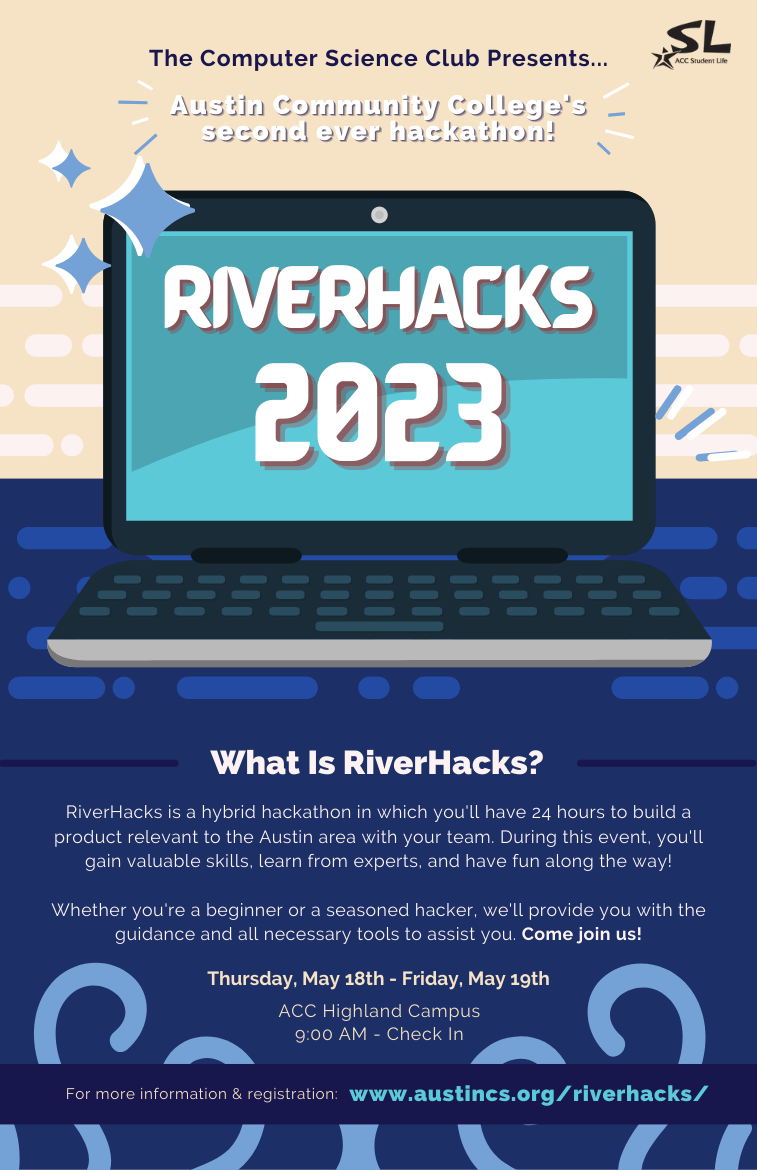 SL
ACC Student Life
The Computer Science Club Presents...
Austin Community College's
second ever hackathon!
RIVERHACKS
2023
What Is RiverHacks?
RiverHacks is a hybrid hackathon in which you'll have 24 hours to build a
product relevant to the Austin area with your team. During this event, you'll
gain valuable skills, learn from experts, and have fun along the way!
Whether you're a beginner or a seasoned hacker, we'll provide you with the
guidance and all necessary tools to assist you. Come join us!
Thursday, May 18th - Friday, May 19th
ACC Highland Campus
9:00 AM - Check In
For more information & registration: www.austincs.org/riverhacks/